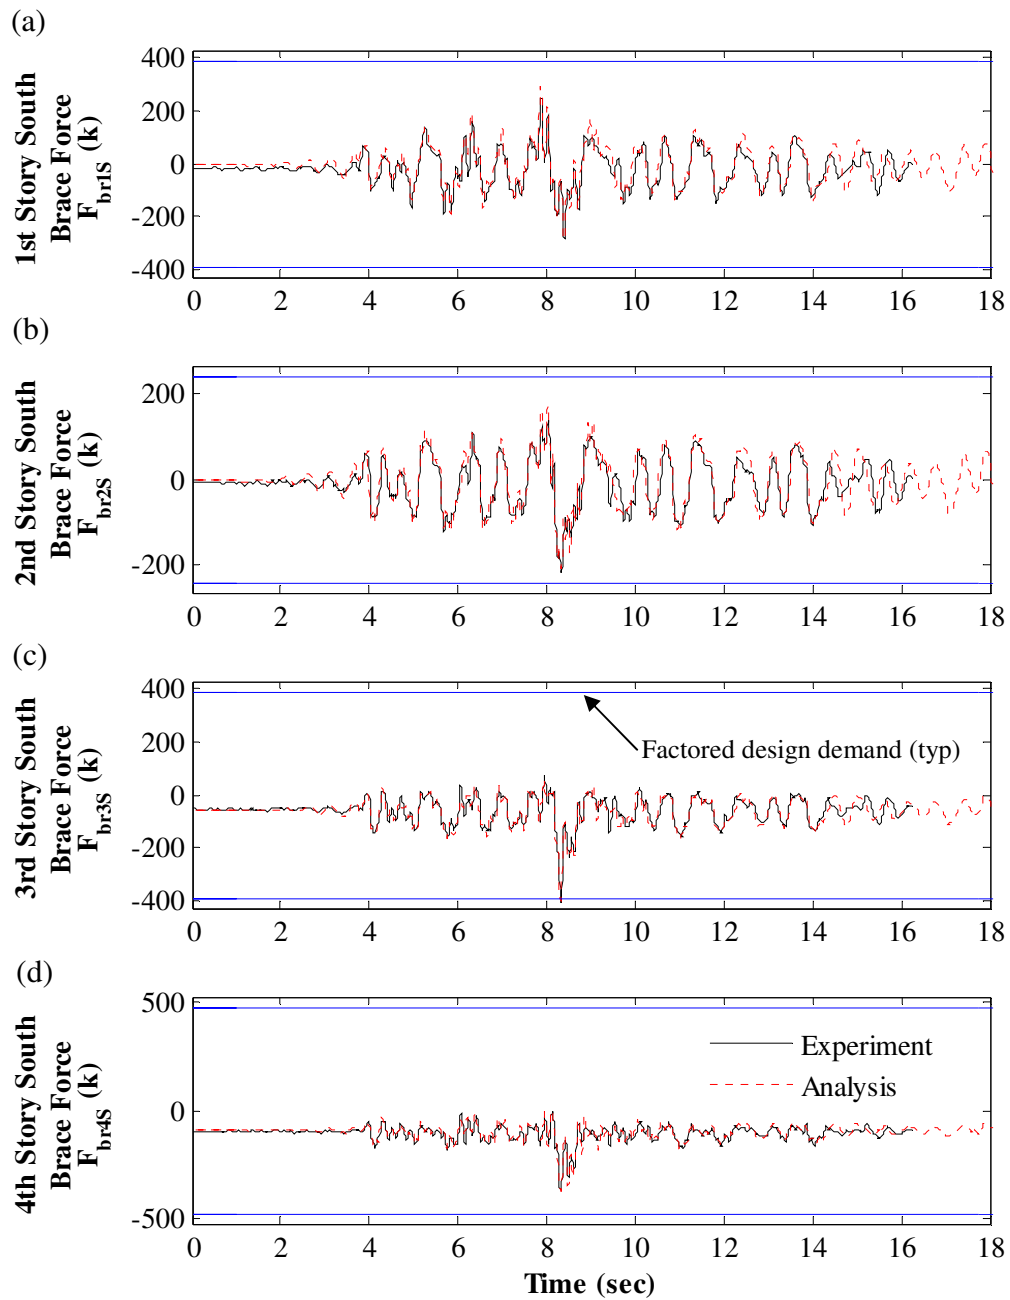 (a)
1st Story South
Brace Force
F_br1S (k)
400
200
0
-200
-400
0 2 4 6 8 10 12 14 16 18
(b)
2nd Story South
Brace Force
F_br2S (k)
200
0
-200
0 2 4 6 8 10 12 14 16 18
(c)
3rd Story South
Brace Force
F_br3S (k)
400
200
0
-200
-400
Factored design demand (typ)
0 2 4 6 8 10 12 14 16 18
(d)
4th Story South
Brace Force
F_br4S (k)
500
0
-500
Experiment
Analysis
0 2 4 6 8 10 12 14 16 18
Time (sec)